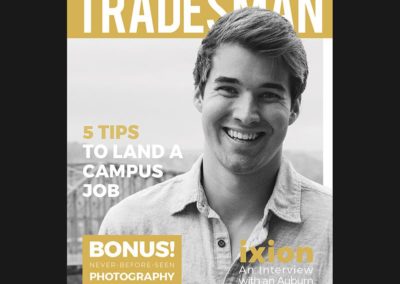 TRADESMAN
5 TIPS
TO LAND A
CAMPUS
JOB
BONUS!
NEVER-BEFORE-SEEN
PHOTOGRAPHY
ixion
An Interview
with an Auburn